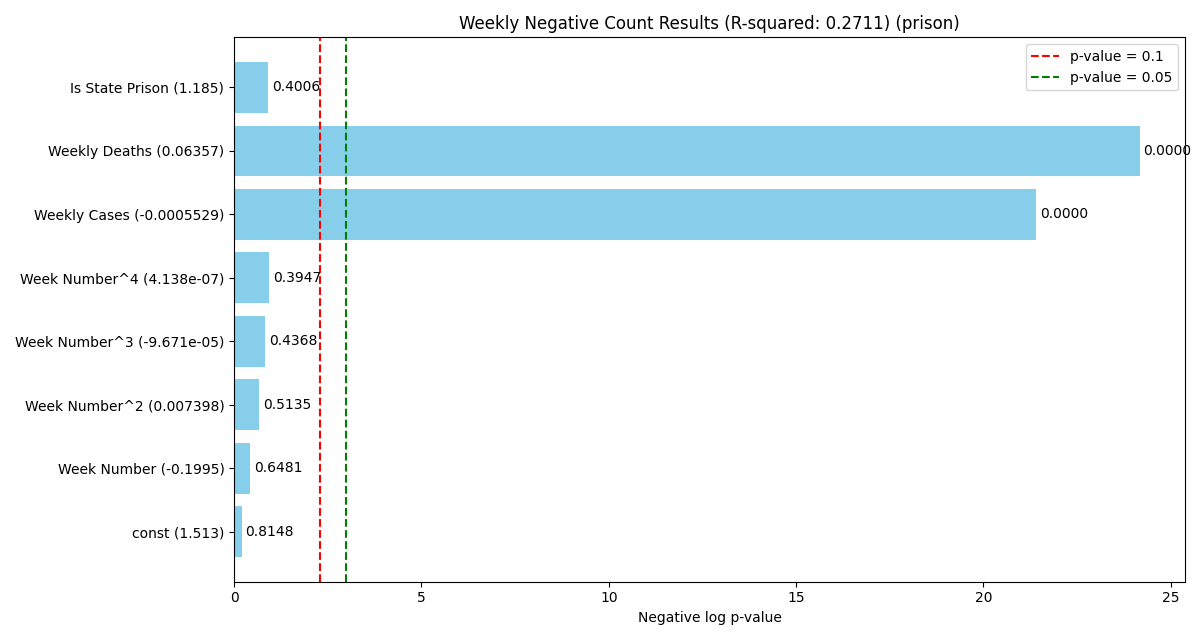 Weekly Negative Count Results (R-squared: 0.2711) (prison)
p-value = 0.1
p-value = 0.05
Is State Prison (1.185)
0.4006
Weekly Deaths (0.06357)
0.0000
Weekly Cases (-0.0005529)
0.0000
Week Number^4 (4.138e-07)
0.3947
Week Number^3 (-9.671e-05)
0.4368
Week Number^2 (0.007398)
0.5135
Week Number (-0.1995)
0.6481
const (1.513)
0.8148
0 5 10 15 20 25
Negative log p-value